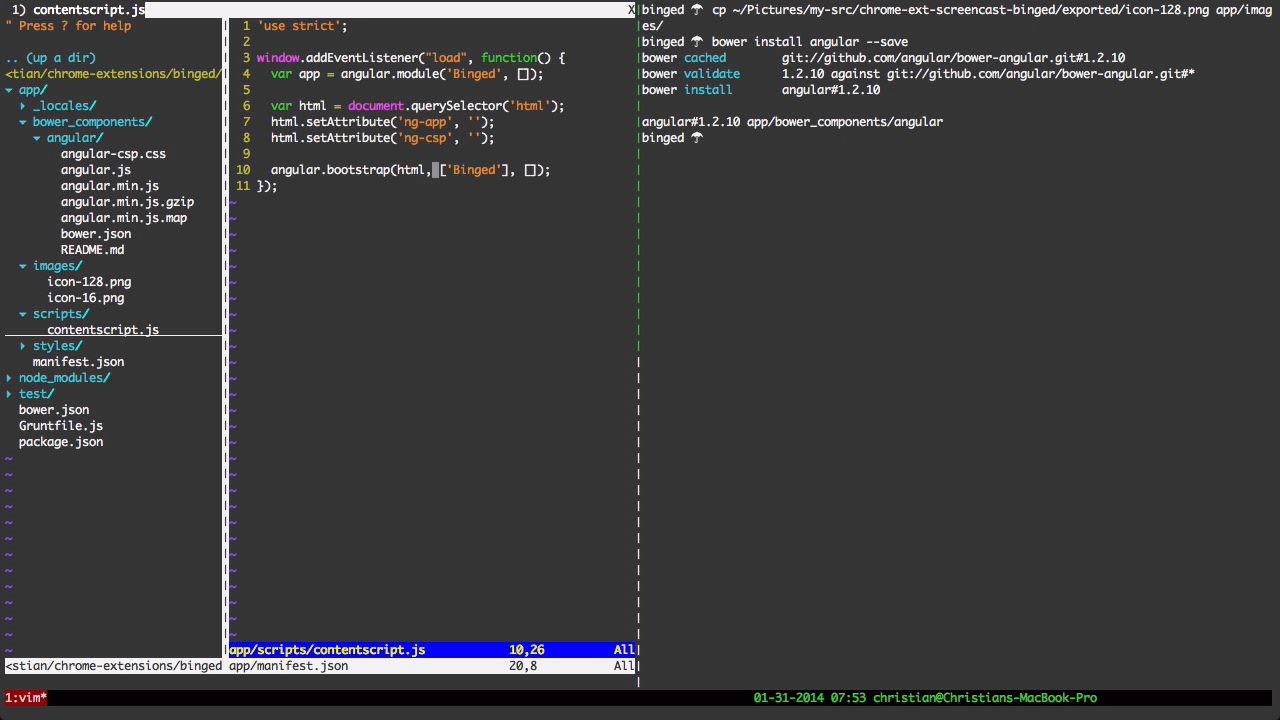 1) contentscript.js X
" Press ? for help
.. (up a dir)
<tian/chrome-extensions/binged/
▾ app/
▸ _locales/
▾ bower_components/
▾ angular/
angular-csp.css
angular.js
angular.min.js
angular.min.js.gzip
angular.min.js.map
bower.json
README.md
▾ images/
icon-128.png
icon-16.png
▾ scripts/
contentscript.js
▸ styles/
manifest.json
▸ node_modules/
▸ test/
bower.json
Gruntfile.js
package.json
<stian/chrome-extensions/binged
1 'use strict';
2
3 window.addEventListener("load", function() {
4 var app = angular.module('Binged', []);
5
6 var html = document.querySelector('html');
7 html.setAttribute('ng-app', '');
8 html.setAttribute('ng-csp', '');
9
10 angular.bootstrap(html, ['Binged'], []);
11 });
app/scripts/contentscript.js 10,26 All
app/manifest.json 20,8 All
binged ☂ cp ~/Pictures/my-src/chrome-ext-screencast-binged/exported/icon-128.png app/imag
es/
binged ☂ bower install angular --save
bower cached git://github.com/angular/bower-angular.git#1.2.10
bower validate 1.2.10 against git://github.com/angular/bower-angular.git#*
bower install angular#1.2.10
angular#1.2.10 app/bower_components/angular
binged ☂
1:vim* 01-31-2014 07:53 christian@Christians-MacBook-Pro